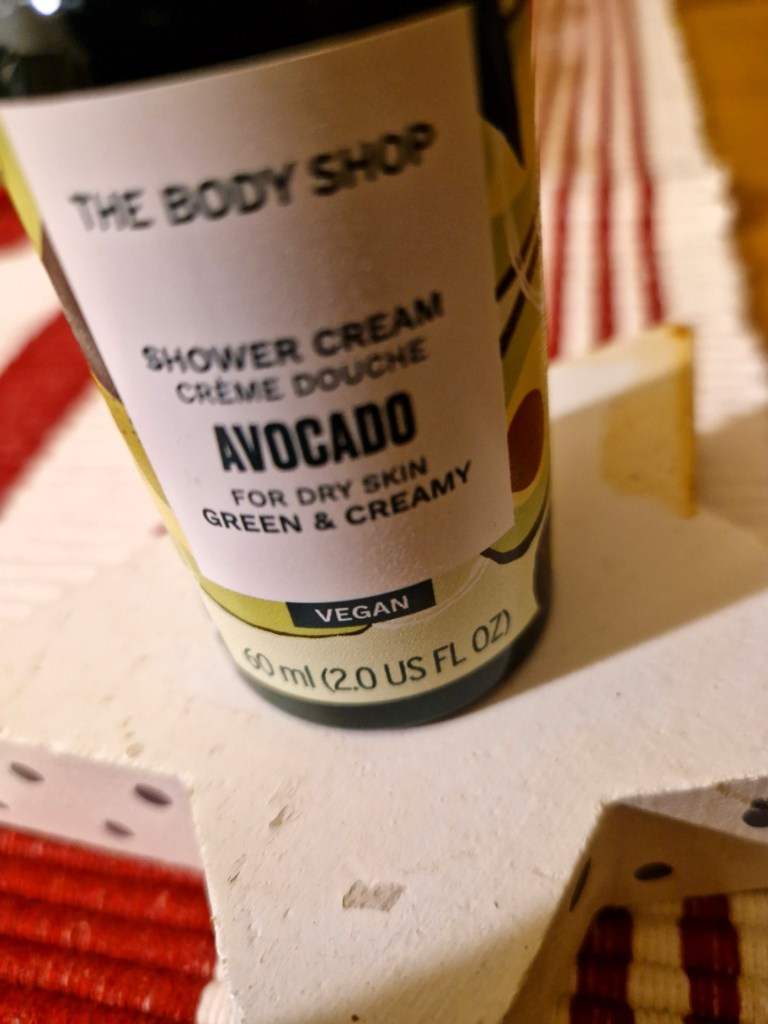 THE BODY SHOP
SHOWER CREAM
CRÈME DOUCHE
AVOCADO
FOR DRY SKIN
GREEN & CREAMY
VEGAN
60 ml (2.0 US FL OZ)